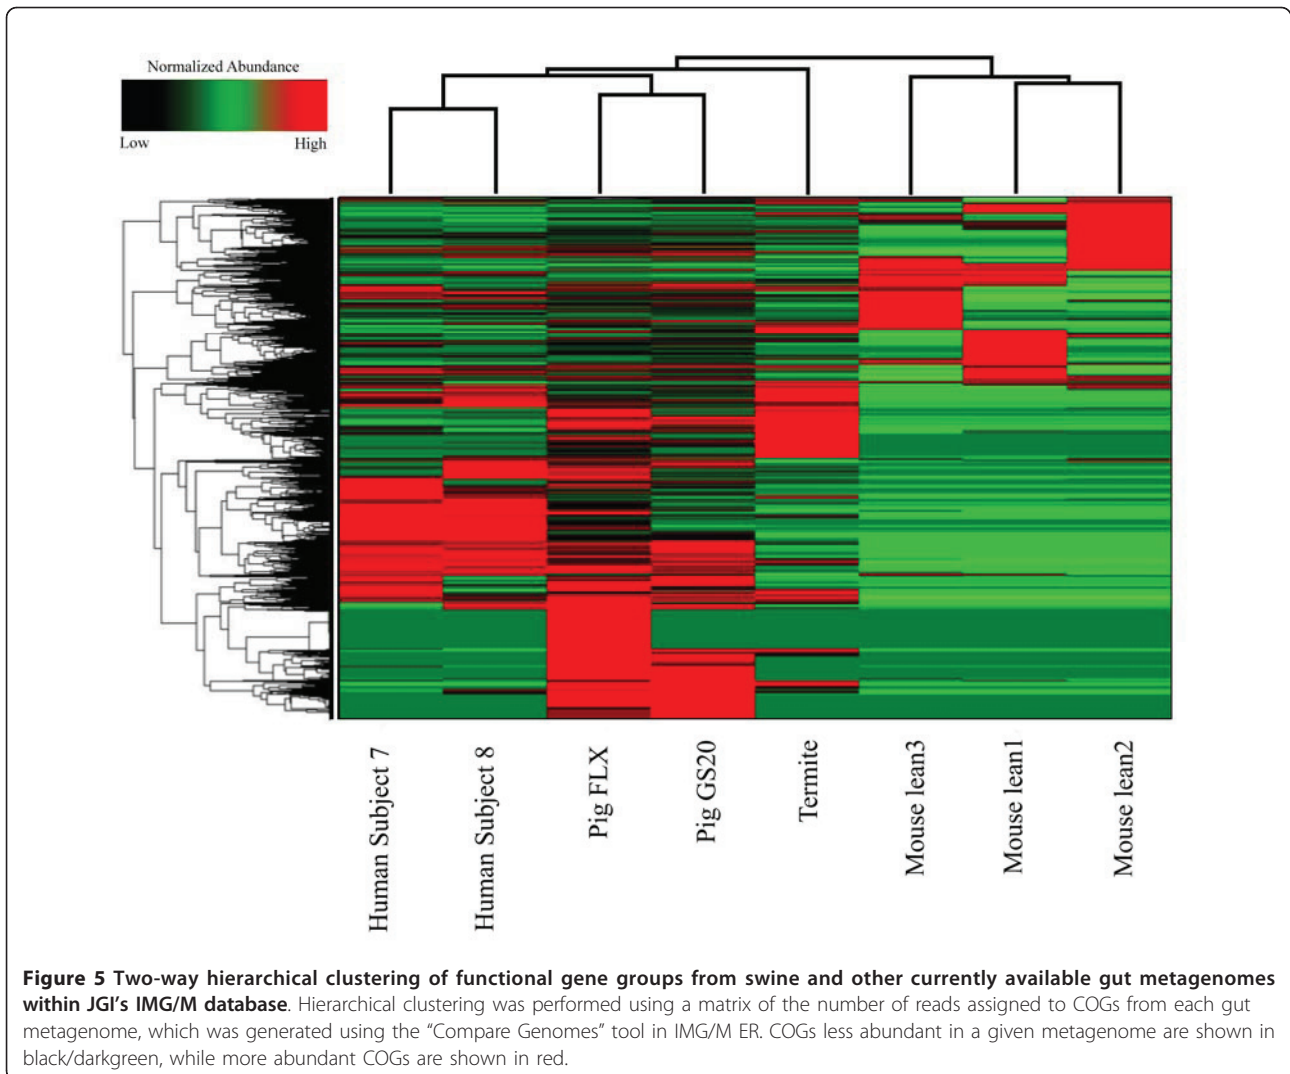 Normalized Abundance
Low High
Human Subject 7
Human Subject 8
Pig FLX
Pig GS20
Termite
Mouse lean3
Mouse lean1
Mouse lean2
Figure 5 Two-way hierarchical clustering of functional gene groups from swine and other currently available gut metagenomes
within JGI's IMG/M database. Hierarchical clustering was performed using a matrix of the number of reads assigned to COGs from each gut
metagenome, which was generated using the “Compare Genomes” tool in IMG/M ER. COGs less abundant in a given metagenome are shown in
black/darkgreen, while more abundant COGs are shown in red.